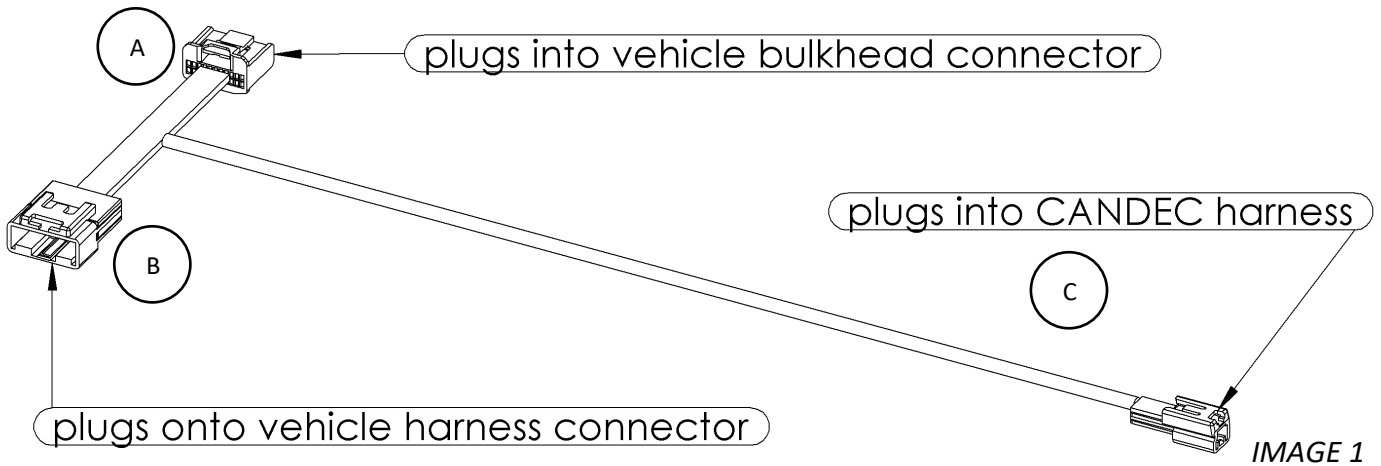 A
plugs into vehicle bulkhead connector
plugs into CANDEC harness
B
C
plugs onto vehicle harness connector
IMAGE 1